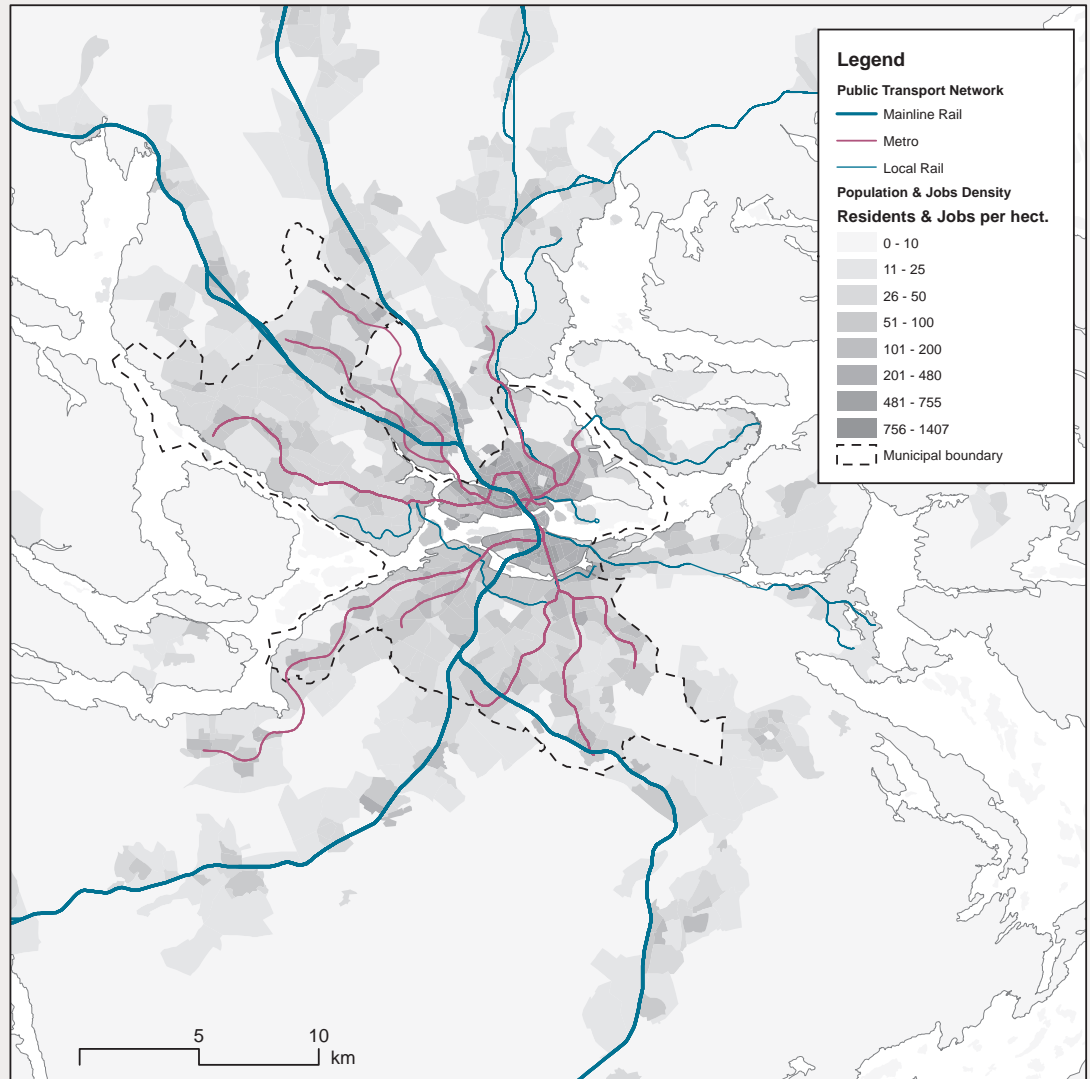 Legend
Public Transport Network
Mainline Rail
Metro
Local Rail
Population & Jobs Density
Residents & Jobs per hect.
0 - 10
11 - 25
26 - 50
51 - 100
101 - 200
201 - 480
481 - 755
756 - 1407
Municipal boundary
5 10
km